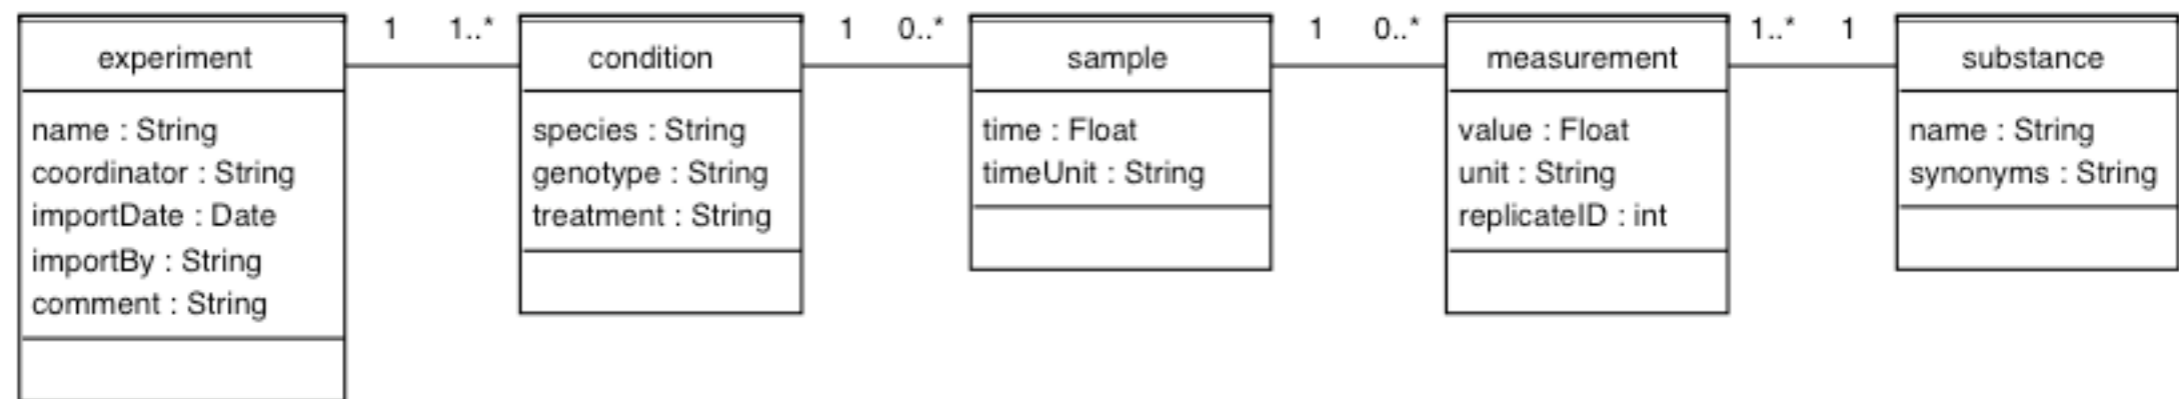 experiment
name : String
coordinator : String
importDate : Date
importBy : String
comment : String
1 1..*
condition
species : String
genotype : String
treatment : String
1 0..*
sample
time : Float
timeUnit : String
1 0..*
measurement
value : Float
unit : String
replicateID : int
1..* 1
substance
name : String
synonyms : String